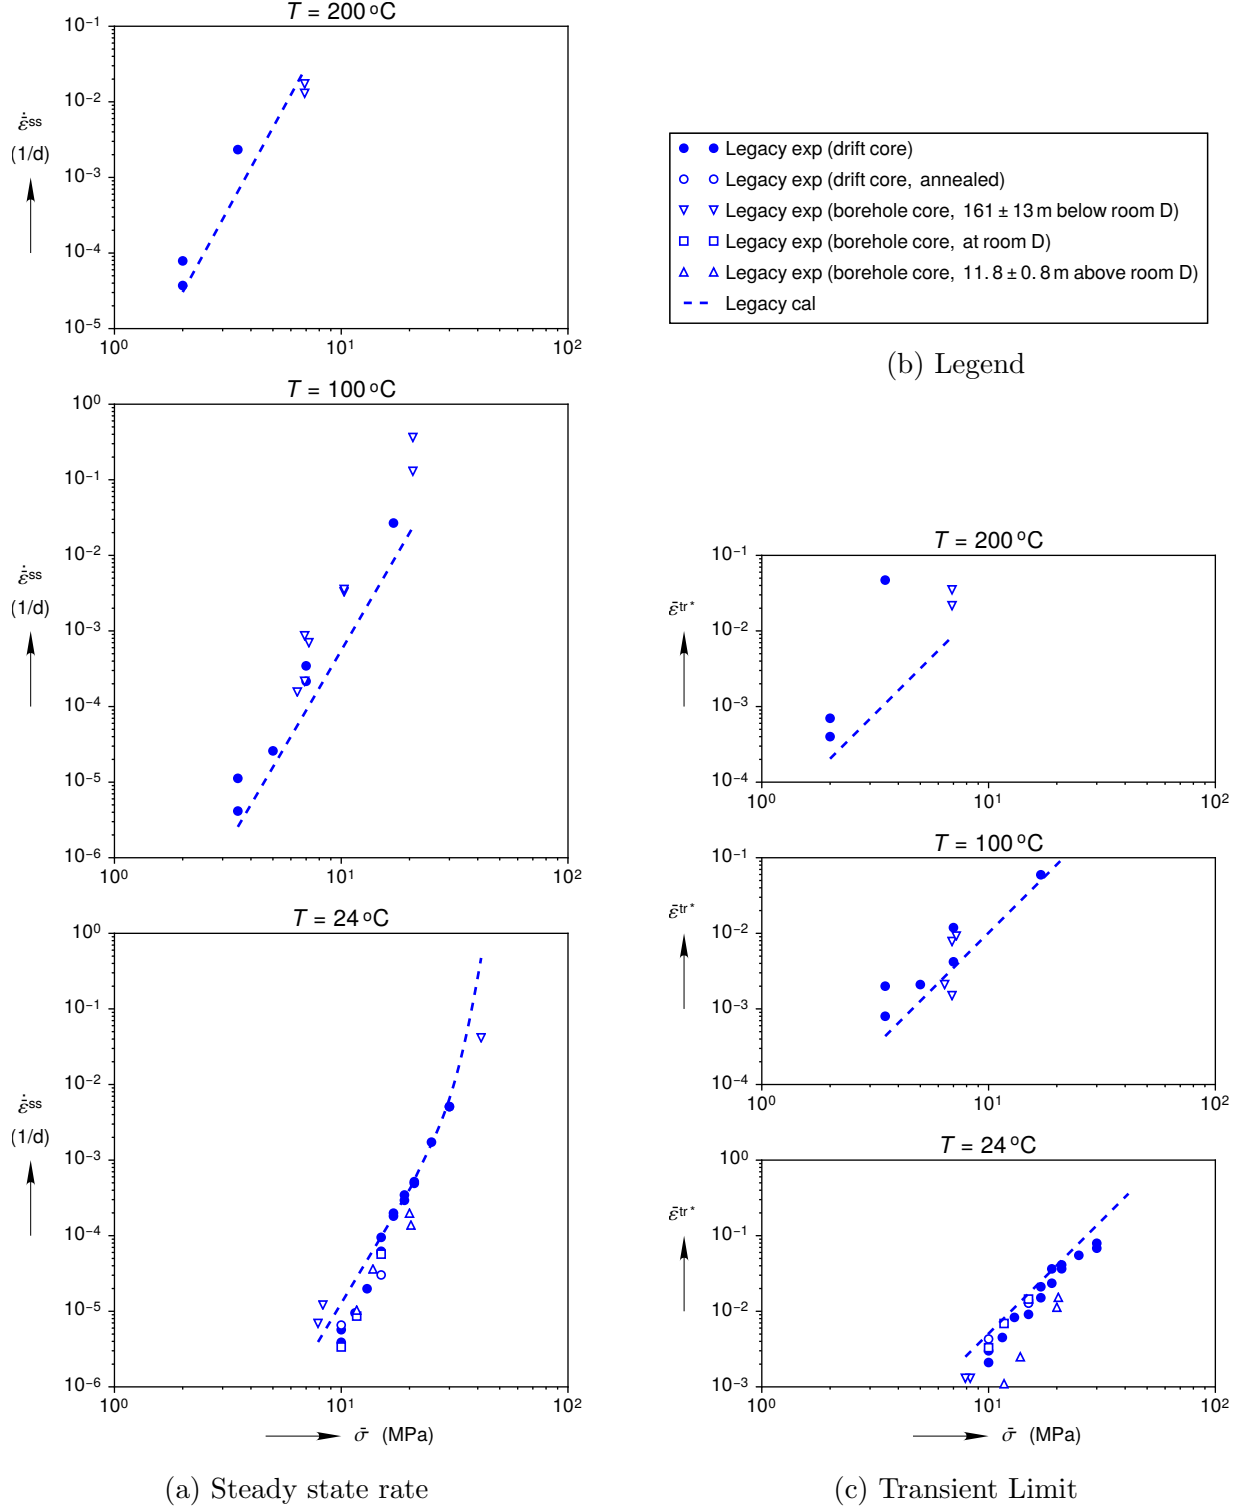 T = 200 °C
10⁻¹
10⁻²
10⁻³
10⁻⁴
10⁻⁵
10⁰ 10¹ 10²
ε̄̇ˢˢ
(1/d)
Legacy exp (drift core)
Legacy exp (drift core, annealed)
Legacy exp (borehole core, 161 ± 13 m below room D)
Legacy exp (borehole core, at room D)
Legacy exp (borehole core, 11.8 ± 0.8 m above room D)
Legacy cal
(b) Legend
T = 100 °C
10⁰
10⁻¹
10⁻²
10⁻³
10⁻⁴
10⁻⁵
10⁻⁶
10⁰ 10¹ 10²
ε̄̇ˢˢ
(1/d)
T = 24 °C
10⁰
10⁻¹
10⁻²
10⁻³
10⁻⁴
10⁻⁵
10⁻⁶
10⁰ 10¹ 10²
ε̄̇ˢˢ
(1/d)
σ̄ (MPa)
(a) Steady state rate
T = 200 °C
10⁻¹
10⁻²
10⁻³
10⁻⁴
10⁰ 10¹ 10²
ε̄ᵗʳ*
T = 100 °C
10⁻¹
10⁻²
10⁻³
10⁻⁴
10⁰ 10¹ 10²
ε̄ᵗʳ*
T = 24 °C
10⁰
10⁻¹
10⁻²
10⁻³
10⁰ 10¹ 10²
ε̄ᵗʳ*
σ̄ (MPa)
(c) Transient Limit